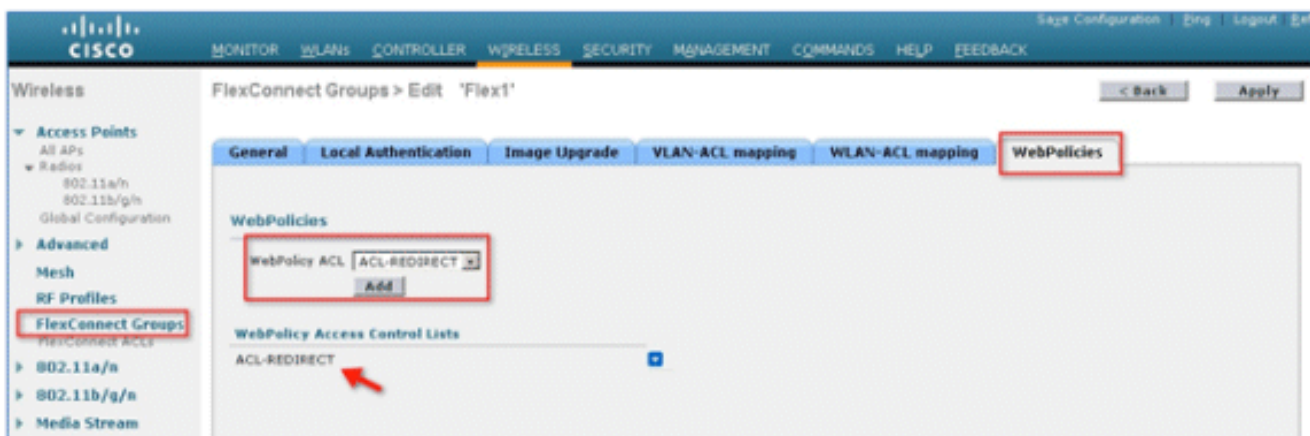 Save Configuration | Ping | Logout
CISCO
MONITOR WLANs CONTROLLER WIRELESS SECURITY MANAGEMENT COMMANDS HELP FEEDBACK
Wireless
FlexConnect Groups > Edit 'Flex1'
< Back
Apply
Access Points
All APs
Radios
802.11a/n
802.11b/g/n
Global Configuration
Advanced
Mesh
RF Profiles
FlexConnect Groups
FlexConnect ACLs
802.11a/n
802.11b/g/n
Media Stream
General
Local Authentication
Image Upgrade
VLAN-ACL mapping
WLAN-ACL mapping
WebPolicies
WebPolicies
WebPolicy ACL ACL-REDIRECT
Add
WebPolicy Access Control Lists
ACL-REDIRECT